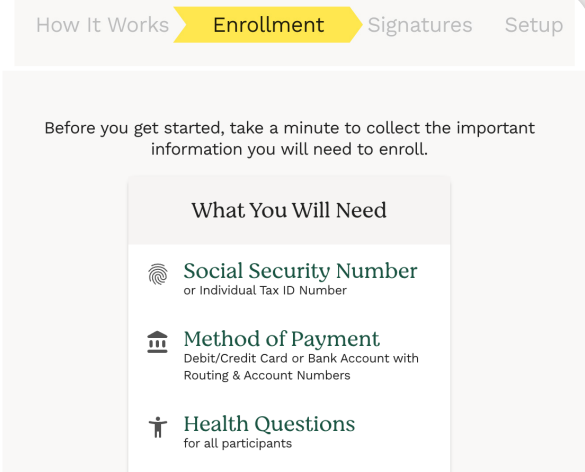 How It Works Enrollment Signatures Setup
Before you get started, take a minute to collect the important
information you will need to enroll.
What You Will Need
Social Security Number
or Individual Tax ID Number
Method of Payment
Debit/Credit Card or Bank Account with
Routing & Account Numbers
Health Questions
for all participants